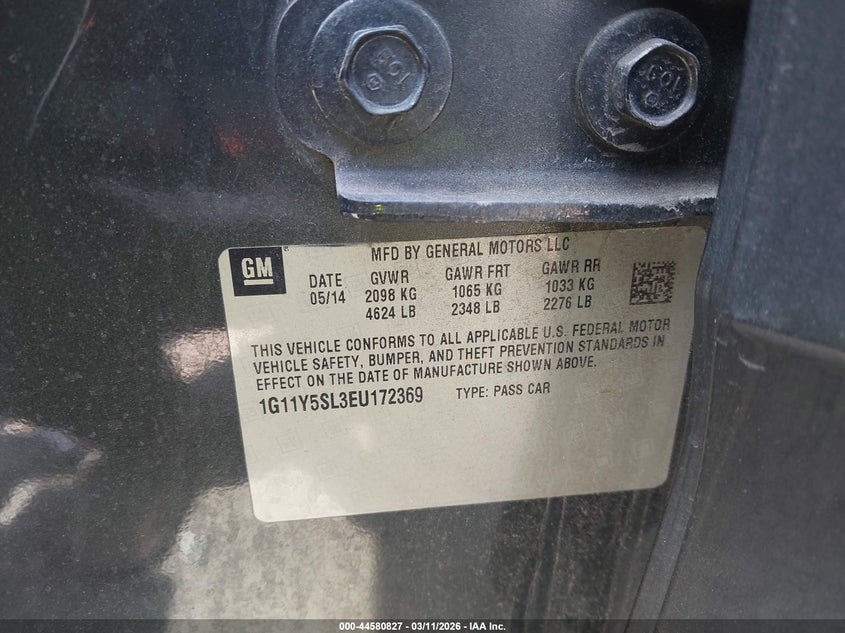 GM
MFD BY GENERAL MOTORS LLC
DATE GVWR GAWR FRT GAWR RR
05/14 2098 KG 1065 KG 1033 KG
4624 LB 2348 LB 2276 LB
THIS VEHICLE CONFORMS TO ALL APPLICABLE U.S. FEDERAL MOTOR
VEHICLE SAFETY, BUMPER, AND THEFT PREVENTION STANDARDS IN
EFFECT ON THE DATE OF MANUFACTURE SHOWN ABOVE.
1G11Y5SL3EU172369 TYPE: PASS CAR
000-44580827 - 03/11/2026 - IAA Inc.